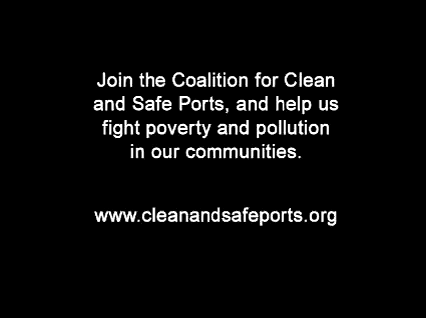 Join the Coalition for Clean
and Safe Ports, and help us
fight poverty and pollution
in our communities.
www.cleanandsafeports.org